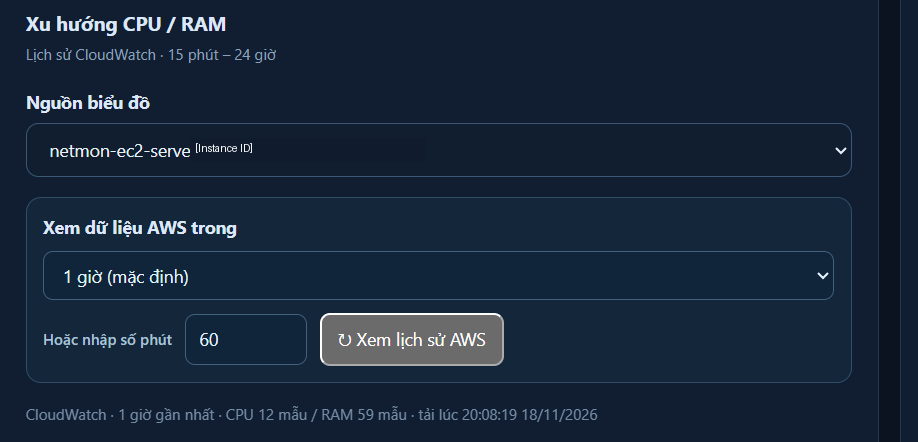 Xu hướng CPU / RAM
Lịch sử CloudWatch · 15 phút – 24 giờ
Nguồn biểu đồ
netmon-ec2-serve [Instance ID]
Xem dữ liệu AWS trong
1 giờ (mặc định)
Hoặc nhập số phút 60 ↻ Xem lịch sử AWS
CloudWatch · 1 giờ gần nhất · CPU 12 mẫu / RAM 59 mẫu · tải lúc 20:08:19 18/11/2026